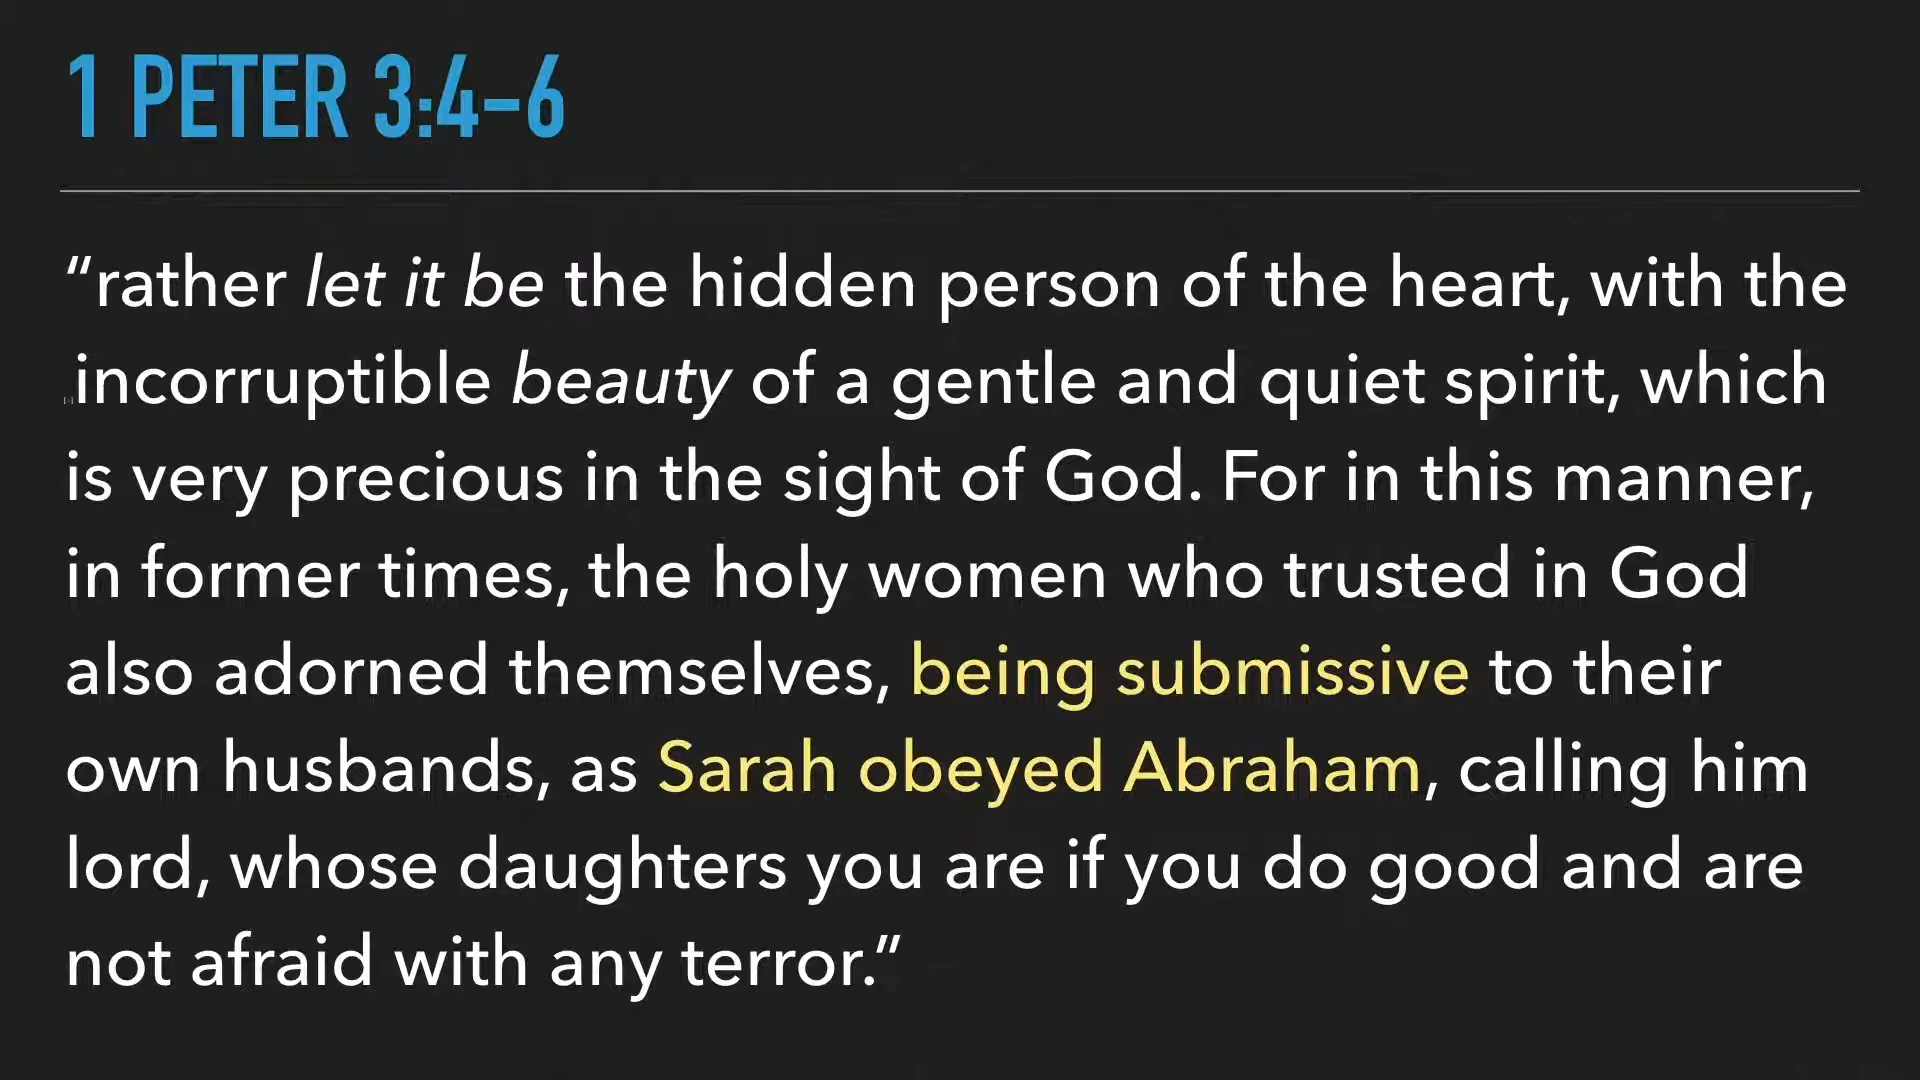 1 PETER 3:4–6
“rather let it be the hidden person of the heart, with the
incorruptible beauty of a gentle and quiet spirit, which
is very precious in the sight of God. For in this manner,
in former times, the holy women who trusted in God
also adorned themselves, being submissive to their
own husbands, as Sarah obeyed Abraham, calling him
lord, whose daughters you are if you do good and are
not afraid with any terror.”